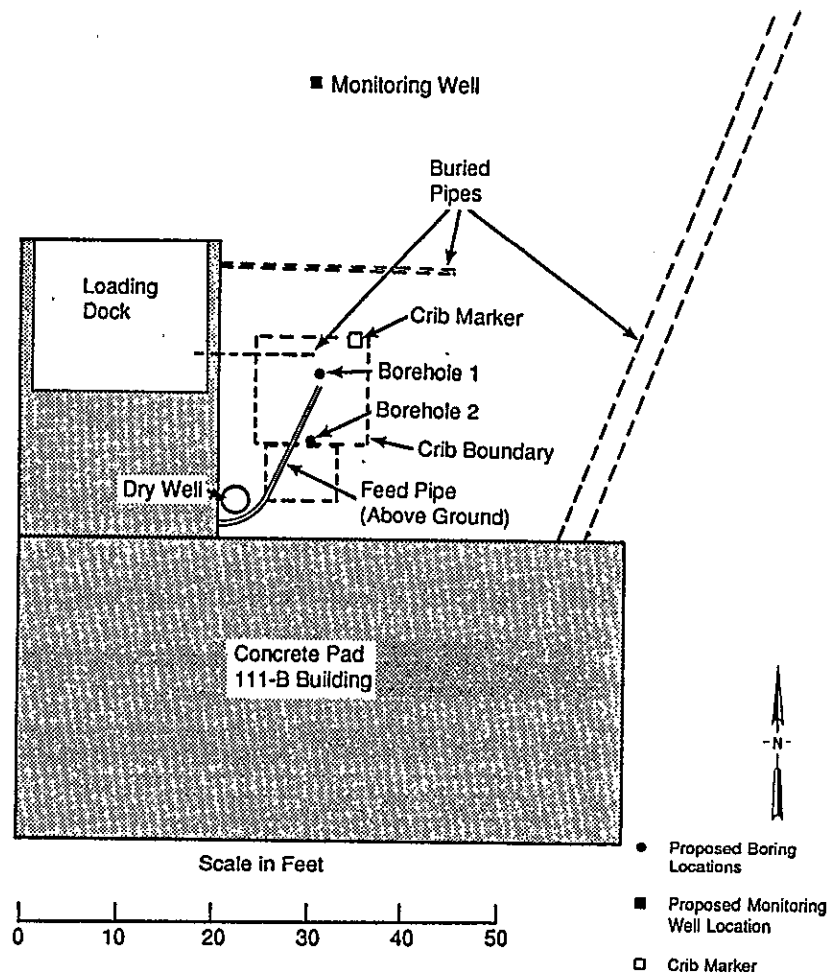 Monitoring Well
Buried
Pipes
Loading
Dock
Crib Marker
Borehole 1
Borehole 2
Crib Boundary
Dry Well
Feed Pipe
(Above Ground)
Concrete Pad
111-B Building
-N-
Scale in Feet
0 10 20 30 40 50
Proposed Boring
Locations
Proposed Monitoring
Well Location
Crib Marker